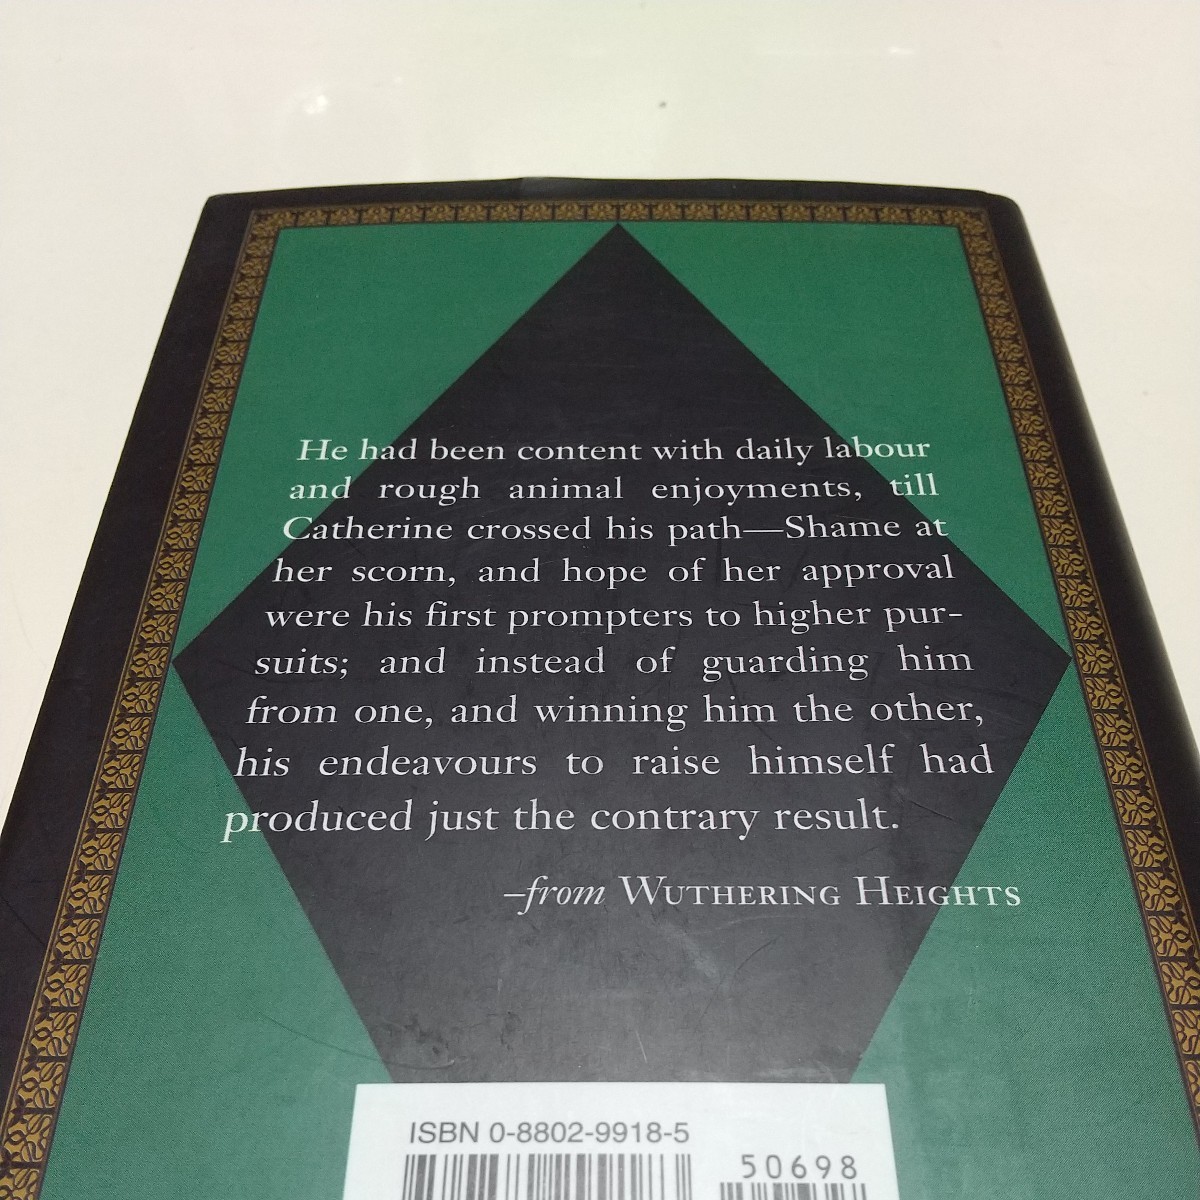 He had been content with daily labour
and rough animal enjoyments, till
Catherine crossed his path—Shame at
her scorn, and hope of her approval
were his first prompters to higher pur-
suits; and instead of guarding him
from one, and winning him the other,
his endeavours to raise himself had
produced just the contrary result.
–from WUTHERING HEIGHTS
ISBN 0-8802-9918-5
50698